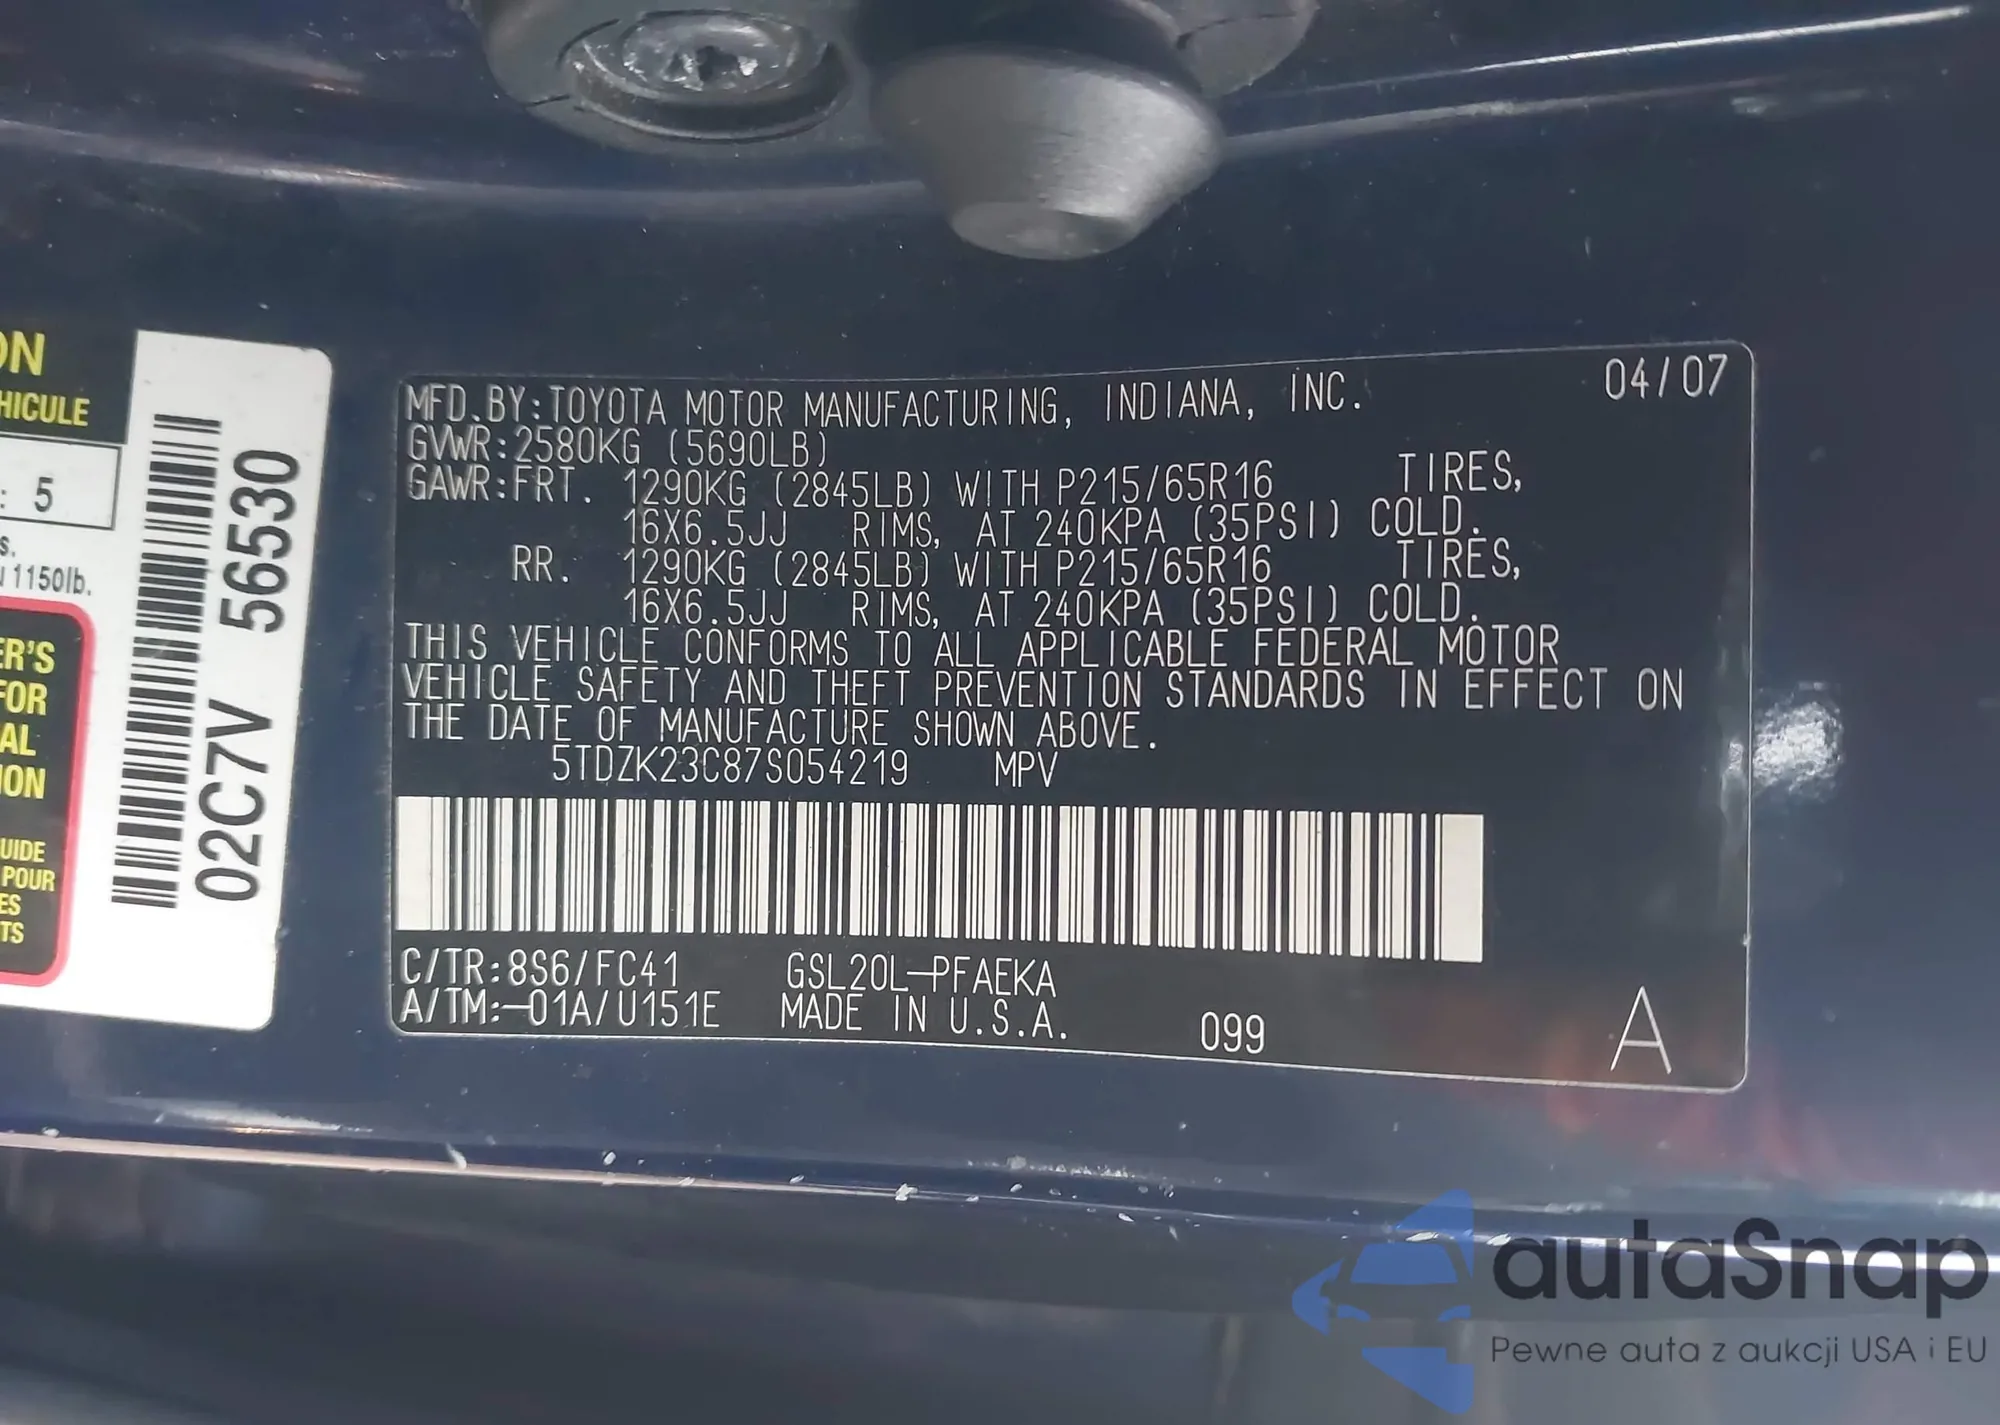 ON
HICULE
: 5
s.
1150lb.
ER'S
FOR
AL
ION
UIDE
POUR
ES
TS
02C7V 56530
MFD.BY:TOYOTA MOTOR MANUFACTURING, INDIANA, INC. 04/07
GVWR:2580KG (5690LB)
GAWR:FRT. 1290KG (2845LB) WITH P215/65R16 TIRES,
16X6.5JJ RIMS, AT 240KPA (35PSI) COLD.
RR. 1290KG (2845LB) WITH P215/65R16 TIRES,
16X6.5JJ RIMS, AT 240KPA (35PSI) COLD.
THIS VEHICLE CONFORMS TO ALL APPLICABLE FEDERAL MOTOR
VEHICLE SAFETY AND THEFT PREVENTION STANDARDS IN EFFECT ON
THE DATE OF MANUFACTURE SHOWN ABOVE.
5TDZK23C87S054219 MPV
C/TR:8S6/FC41 GSL20L-PFAEKA
A/TM:-01A/U151E MADE IN U.S.A. 099 A
autaSnap
Pewne auta z aukcji USA i EU